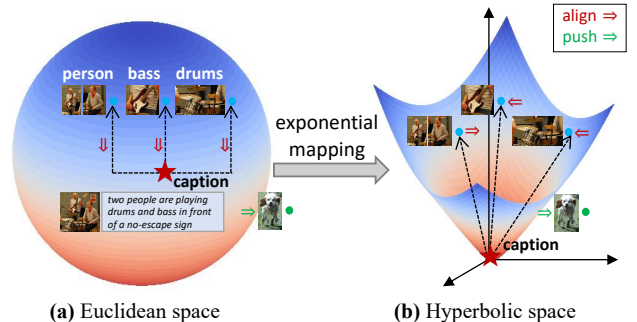 align ⇒
push ⇒
person bass drums
caption
two people are playing
drums and bass in front
of a no-escape sign
exponential
mapping
caption
(a) Euclidean space
(b) Hyperbolic space